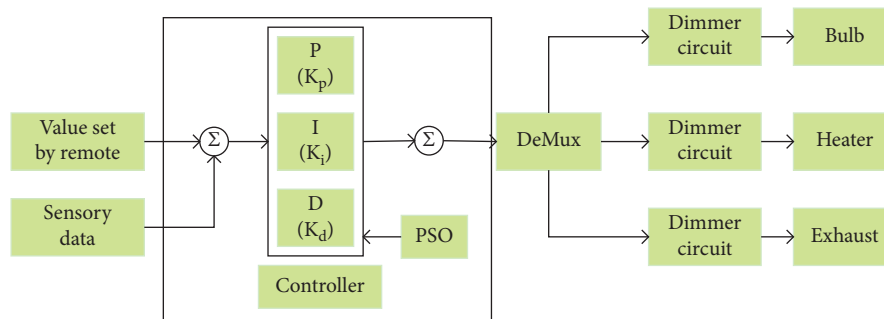 Value set
by remote
Sensory
data
Σ
P
(Kp)
I
(Ki)
D
(Kd)
Controller
PSO
Σ
DeMux
Dimmer
circuit
Bulb
Dimmer
circuit
Heater
Dimmer
circuit
Exhaust